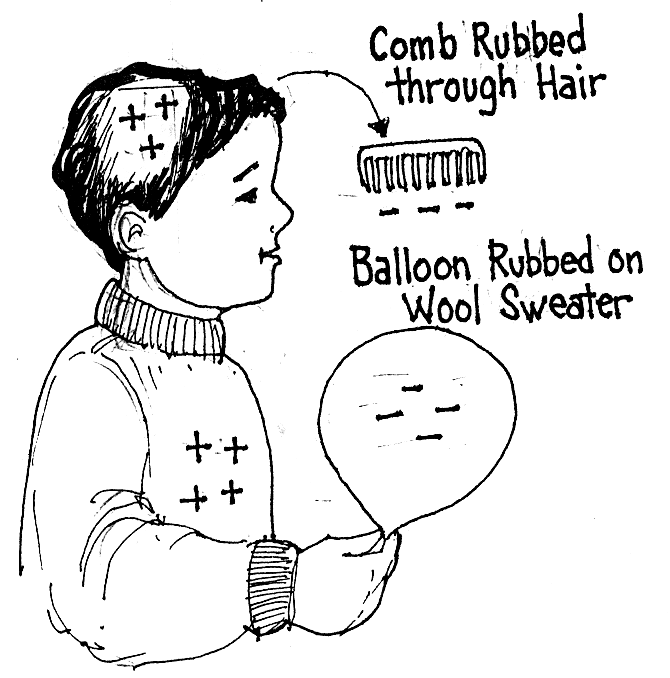 Comb Rubbed
through Hair
Balloon Rubbed on
Wool Sweater